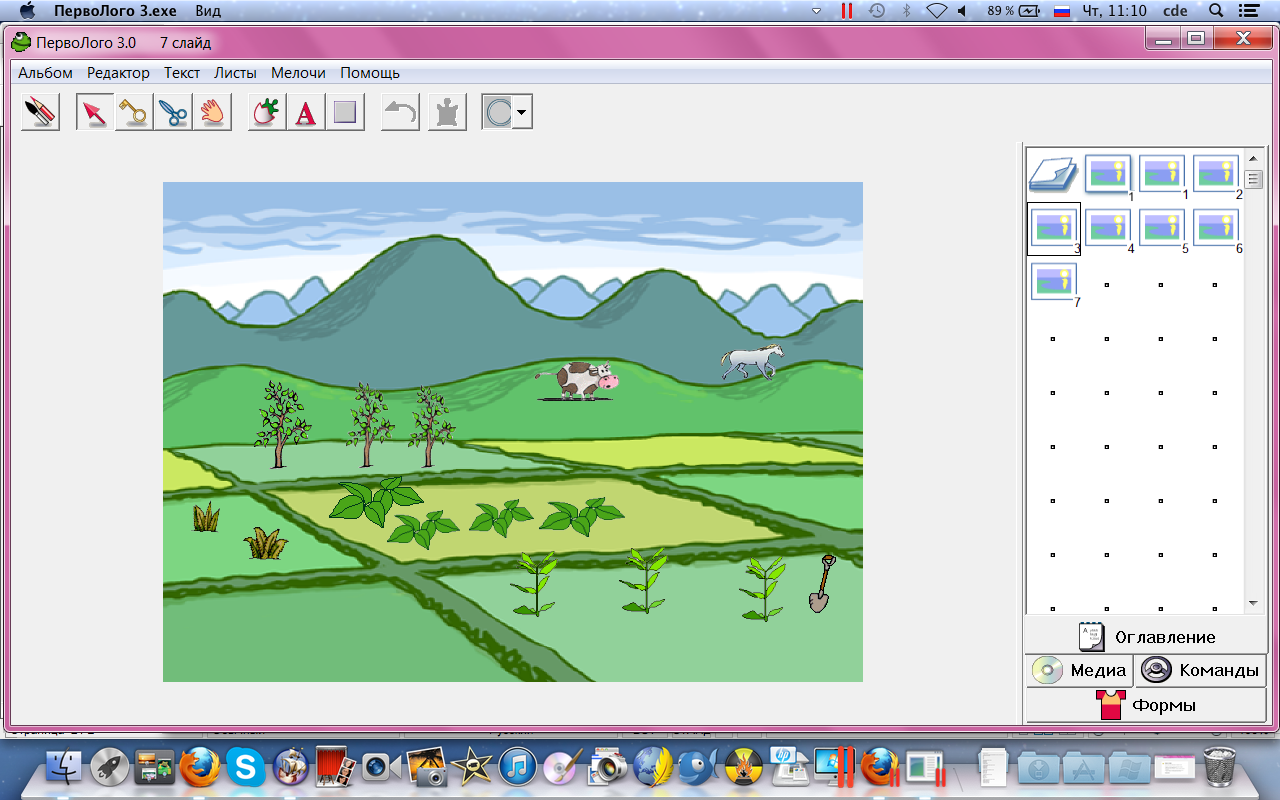 ПервоЛого 3.exe Вид 89 % Чт, 11:10 cde
ПервоЛого 3.0 7 слайд
Альбом Редактор Текст Листы Мелочи Помощь
A
1 1 2
3 4 5 6
7
Оглавление
Медиа Команды
Формы
hp